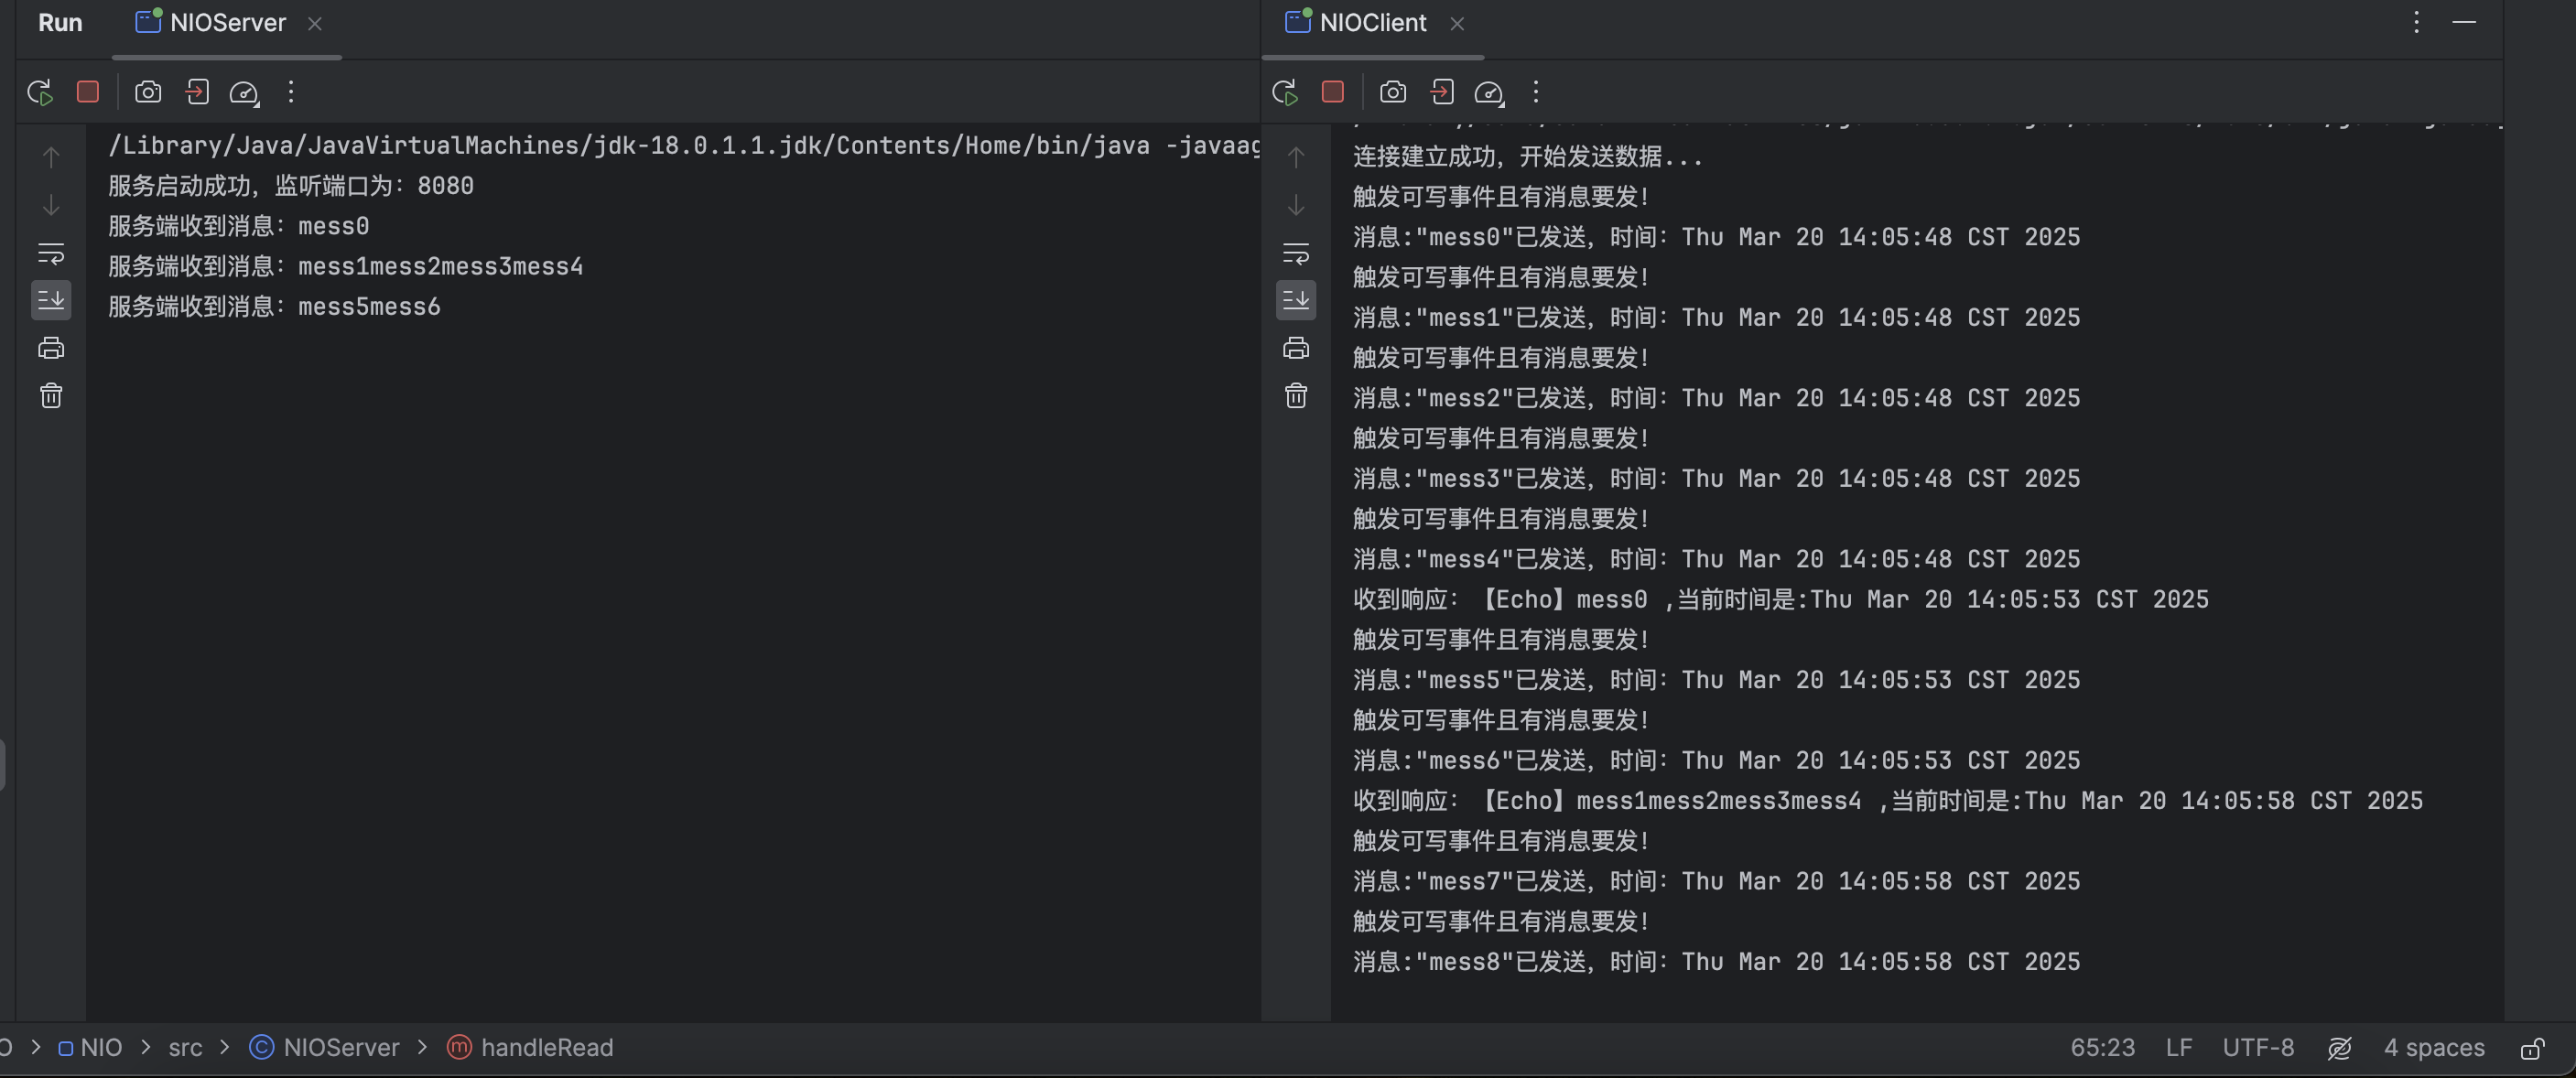 Run
NIOServer
/Library/Java/JavaVirtualMachines/jdk-18.0.1.1.jdk/Contents/Home/bin/java -javaag
服务启动成功，监听端口为：8080
服务端收到消息：mess0
服务端收到消息：mess1mess2mess3mess4
服务端收到消息：mess5mess6
NIOClient
连接建立成功，开始发送数据...
触发可写事件且有消息要发！
消息:"mess0"已发送，时间：Thu Mar 20 14:05:48 CST 2025
触发可写事件且有消息要发！
消息:"mess1"已发送，时间：Thu Mar 20 14:05:48 CST 2025
触发可写事件且有消息要发！
消息:"mess2"已发送，时间：Thu Mar 20 14:05:48 CST 2025
触发可写事件且有消息要发！
消息:"mess3"已发送，时间：Thu Mar 20 14:05:48 CST 2025
触发可写事件且有消息要发！
消息:"mess4"已发送，时间：Thu Mar 20 14:05:48 CST 2025
收到响应：【Echo】mess0 ,当前时间是:Thu Mar 20 14:05:53 CST 2025
触发可写事件且有消息要发！
消息:"mess5"已发送，时间：Thu Mar 20 14:05:53 CST 2025
触发可写事件且有消息要发！
消息:"mess6"已发送，时间：Thu Mar 20 14:05:53 CST 2025
收到响应：【Echo】mess1mess2mess3mess4 ,当前时间是:Thu Mar 20 14:05:58 CST 2025
触发可写事件且有消息要发！
消息:"mess7"已发送，时间：Thu Mar 20 14:05:58 CST 2025
触发可写事件且有消息要发！
消息:"mess8"已发送，时间：Thu Mar 20 14:05:58 CST 2025
O > NIO > src > NIOServer > handleRead
65:23 LF UTF-8 4 spaces